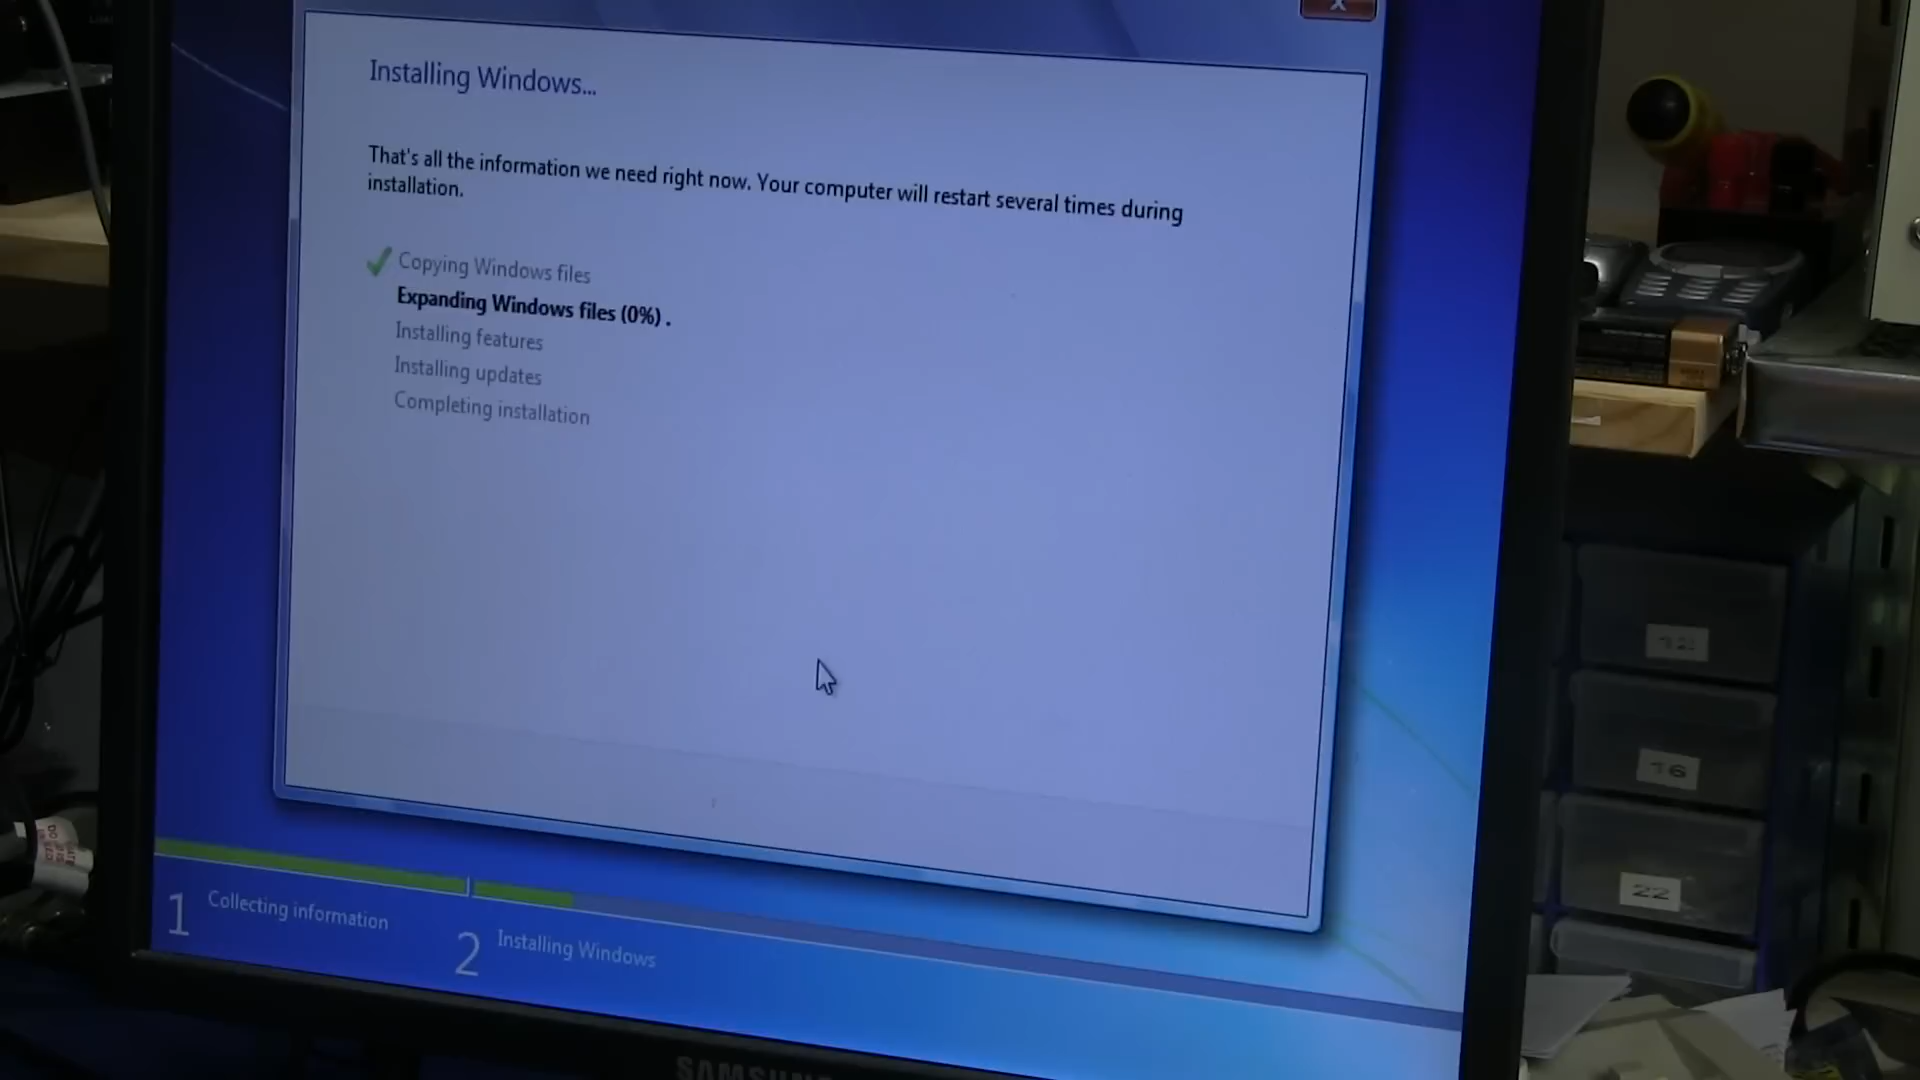 x
Installing Windows...
That's all the information we need right now. Your computer will restart several times during
installation.
Copying Windows files
Expanding Windows files (0%) .
Installing features
Installing updates
Completing installation
1 Collecting information
2 Installing Windows
SAMSUNG
16
22